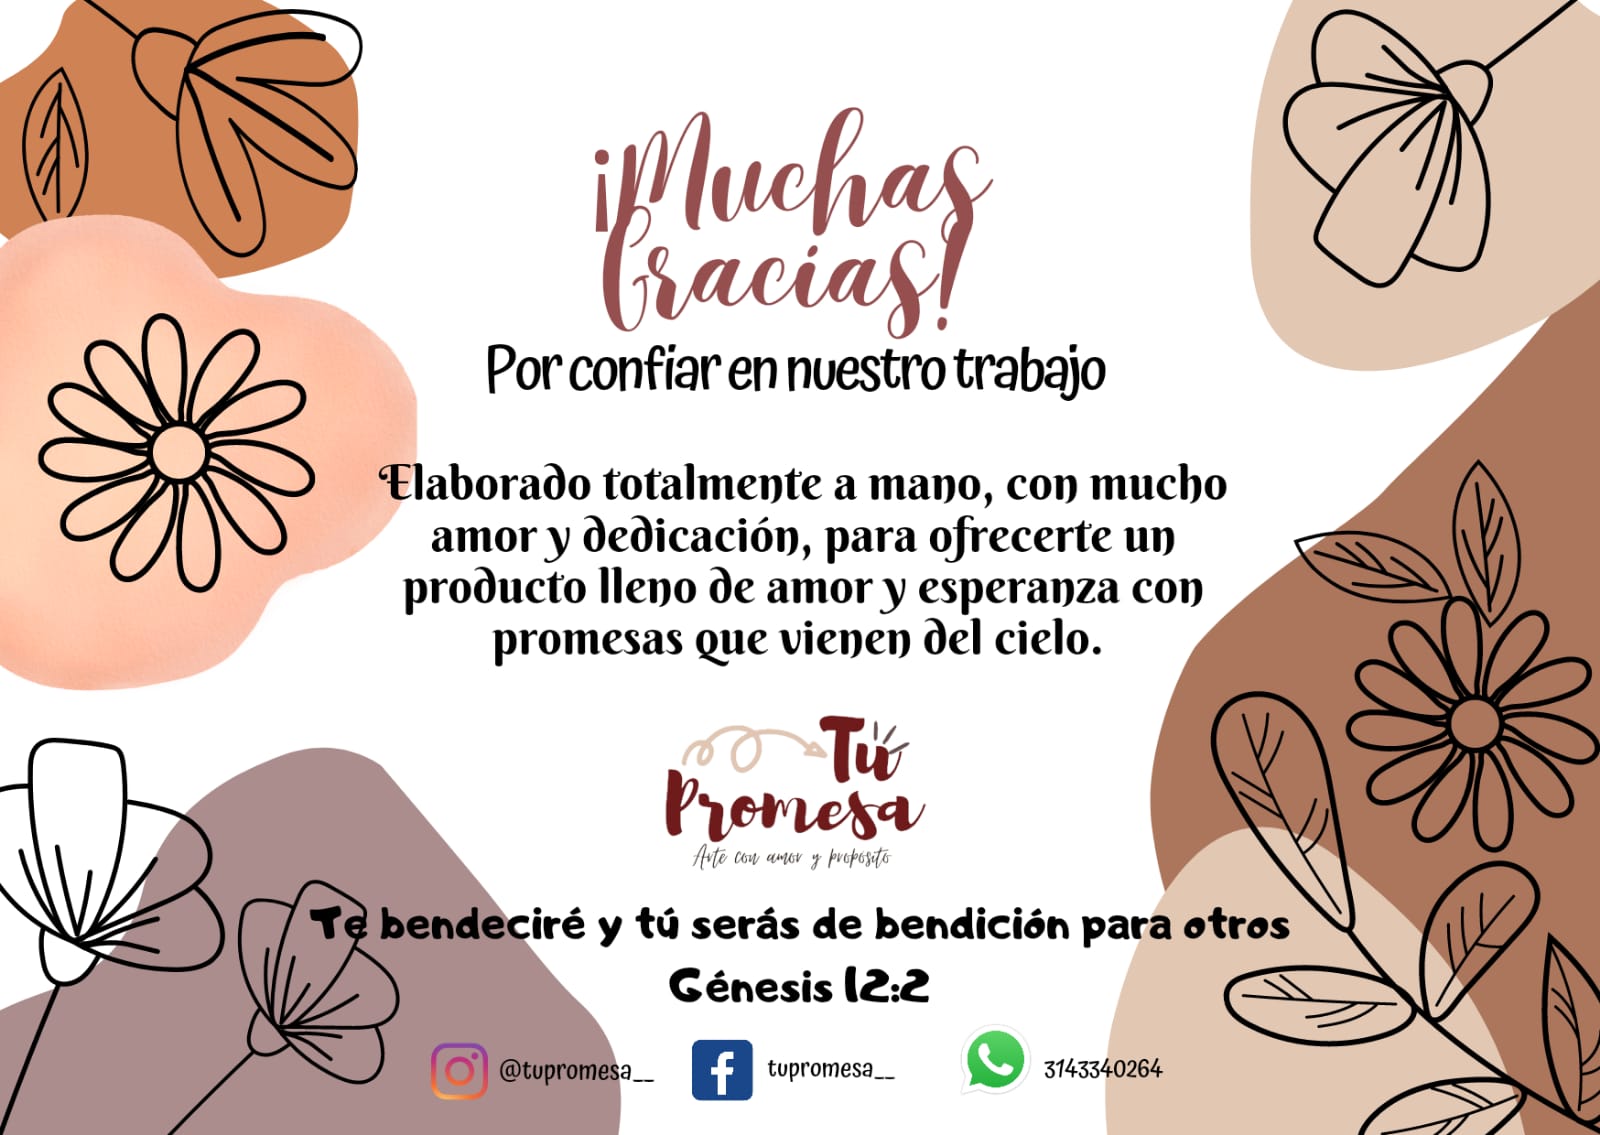 ¡Muchas
Gracias!
Por confiar en nuestro trabajo
Elaborado totalmente a mano, con mucho
amor y dedicación, para ofrecerte un
producto lleno de amor y esperanza con
promesas que vienen del cielo.
Tú
Promesa
Arte con amor y propósito
Te bendeciré y tú serás de bendición para otros
Génesis 12:2
@tupromesa__
tupromesa__
3143340264